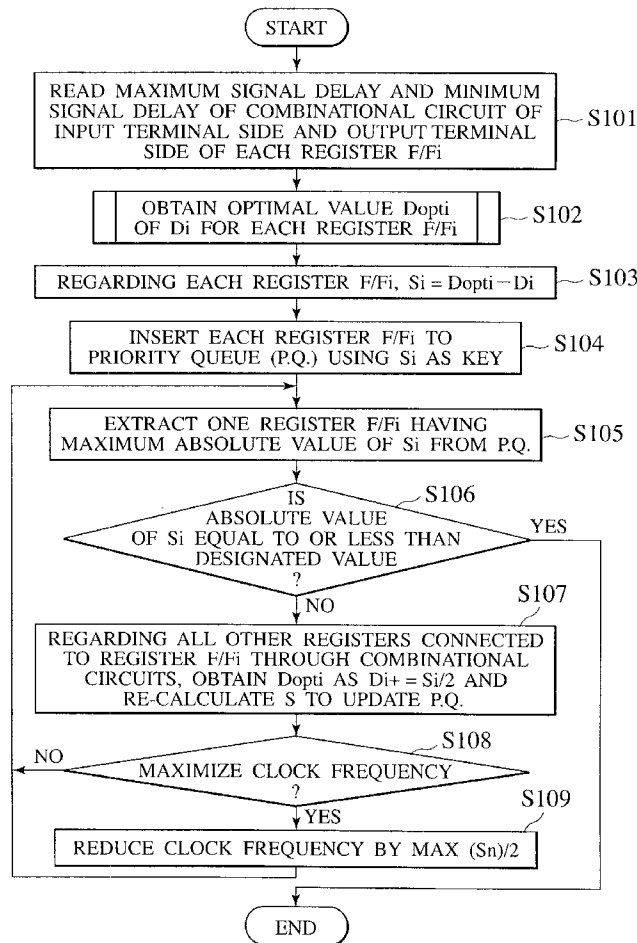 START
READ MAXIMUM SIGNAL DELAY AND MINIMUM
SIGNAL DELAY OF COMBINATIONAL CIRCUIT OF
INPUT TERMINAL SIDE AND OUTPUT TERMINAL
SIDE OF EACH REGISTER F/Fi
S101
OBTAIN OPTIMAL VALUE Dopti
OF Di FOR EACH REGISTER F/Fi
S102
REGARDING EACH REGISTER F/Fi, Si = Dopti−Di
S103
INSERT EACH REGISTER F/Fi TO
PRIORITY QUEUE (P.Q.) USING Si AS KEY
S104
EXTRACT ONE REGISTER F/Fi HAVING
MAXIMUM ABSOLUTE VALUE OF Si FROM P.Q.
S105
S106
IS
ABSOLUTE VALUE
OF Si EQUAL TO OR LESS THAN
DESIGNATED VALUE
?
YES
NO
S107
REGARDING ALL OTHER REGISTERS CONNECTED
TO REGISTER F/Fi THROUGH COMBINATIONAL
CIRCUITS, OBTAIN Dopti AS Di+ = Si/2 AND
RE-CALCULATE S TO UPDATE P.Q.
S108
NO
MAXIMIZE CLOCK FREQUENCY
?
YES
S109
REDUCE CLOCK FREQUENCY BY MAX (Sn)/2
END